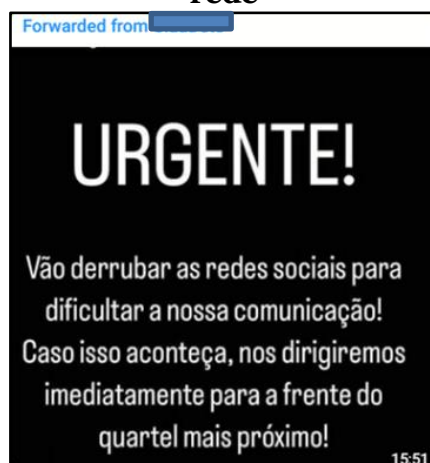 rede
Forwarded from
URGENTE!
Vão derrubar as redes sociais para
dificultar a nossa comunicação!
Caso isso aconteça, nos dirigiremos
imediatamente para a frente do
quartel mais próximo!
15:51